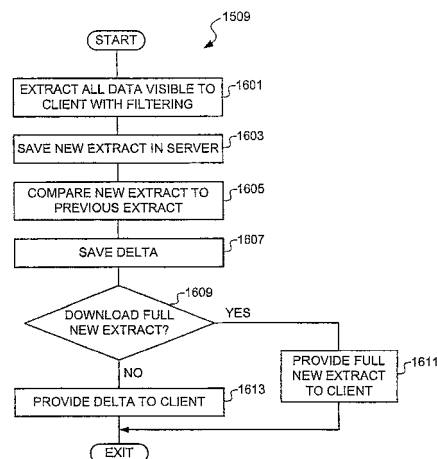 1509
START
EXTRACT ALL DATA VISIBLE TO
CLIENT WITH FILTERING
1601
SAVE NEW EXTRACT IN SERVER
1603
COMPARE NEW EXTRACT TO
PREVIOUS EXTRACT
1605
SAVE DELTA
1607
DOWNLOAD FULL
NEW EXTRACT?
1609
YES
NO
PROVIDE FULL
NEW EXTRACT
TO CLIENT
1611
PROVIDE DELTA TO CLIENT
1613
EXIT